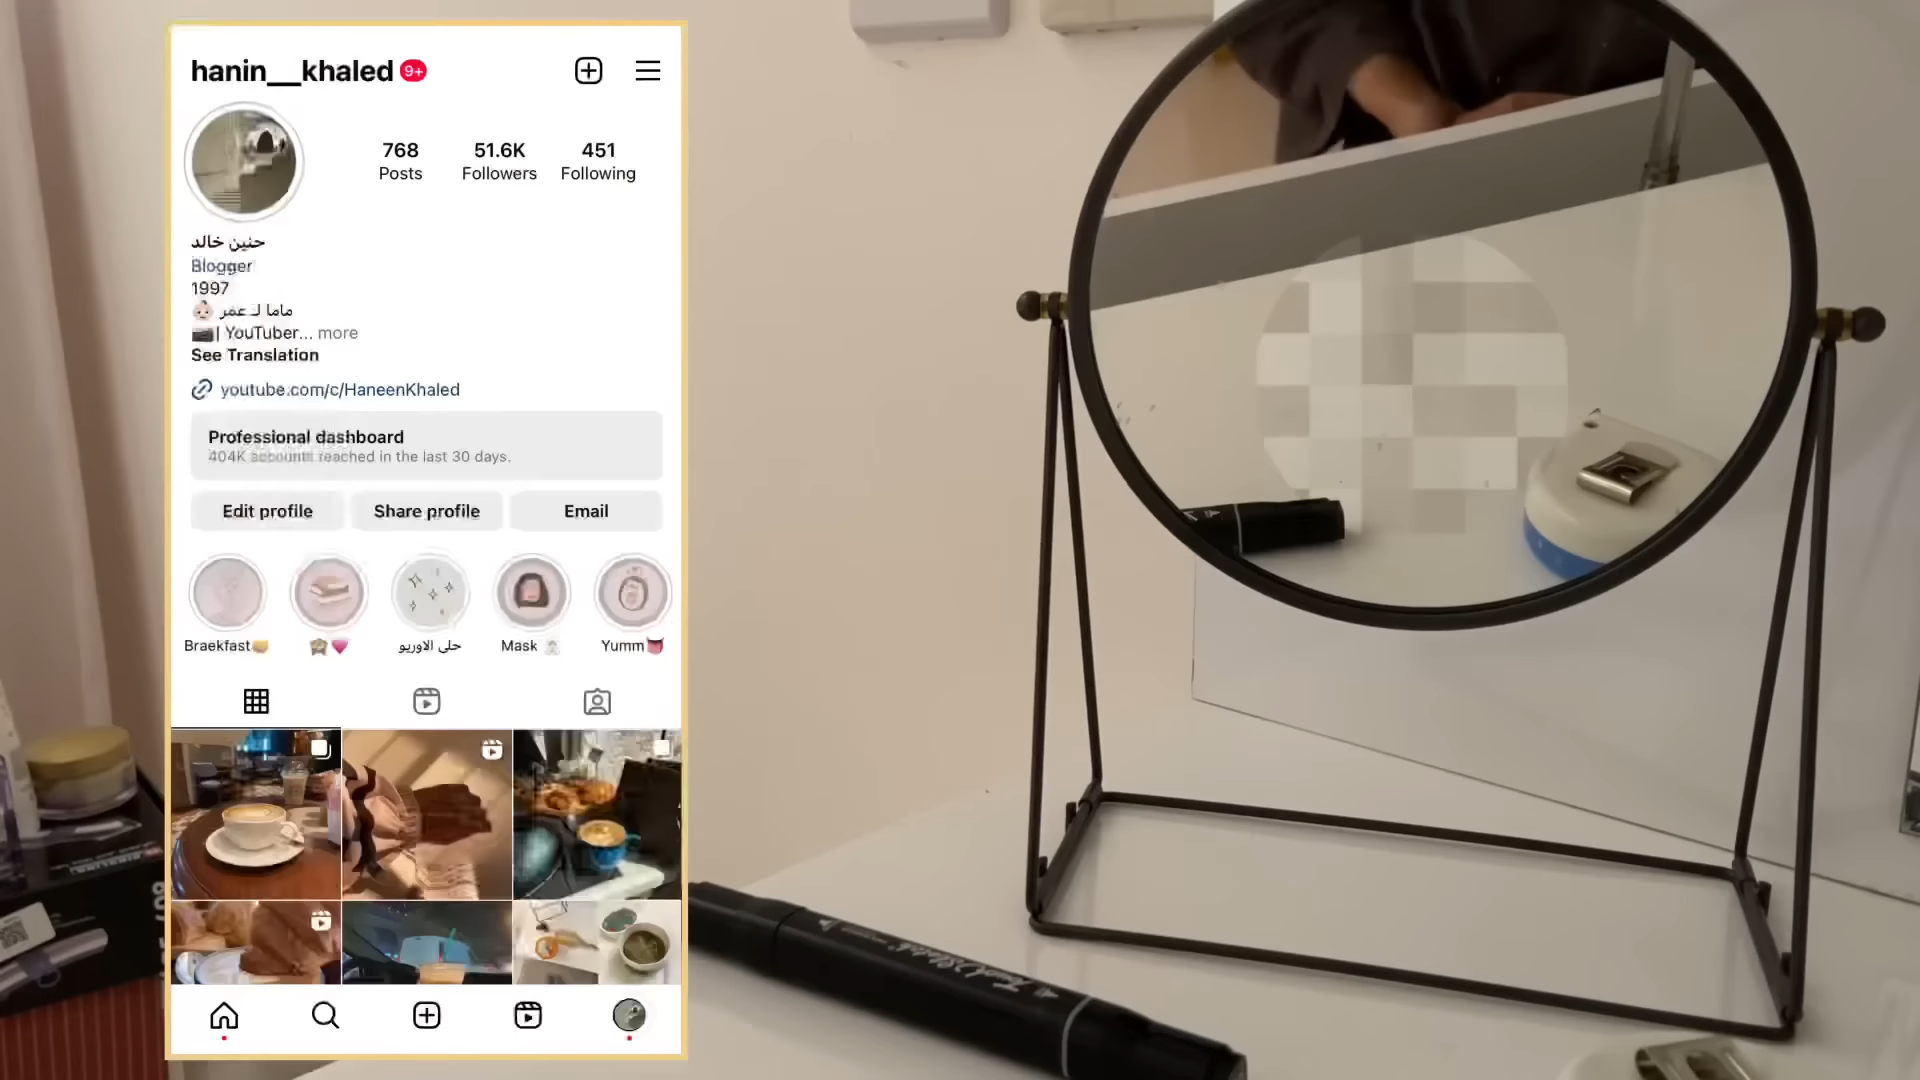 hanin__khaled 9+
768 51.6K 451
Posts Followers Following
حنين خالد
Blogger
1997
ماما لـ عمر
| YouTuber... more
See Translation
youtube.com/c/HaneenKhaled
Professional dashboard
404K accounts reached in the last 30 days.
Edit profile Share profile Email
Braekfast حلى الاوريو Mask Yumm